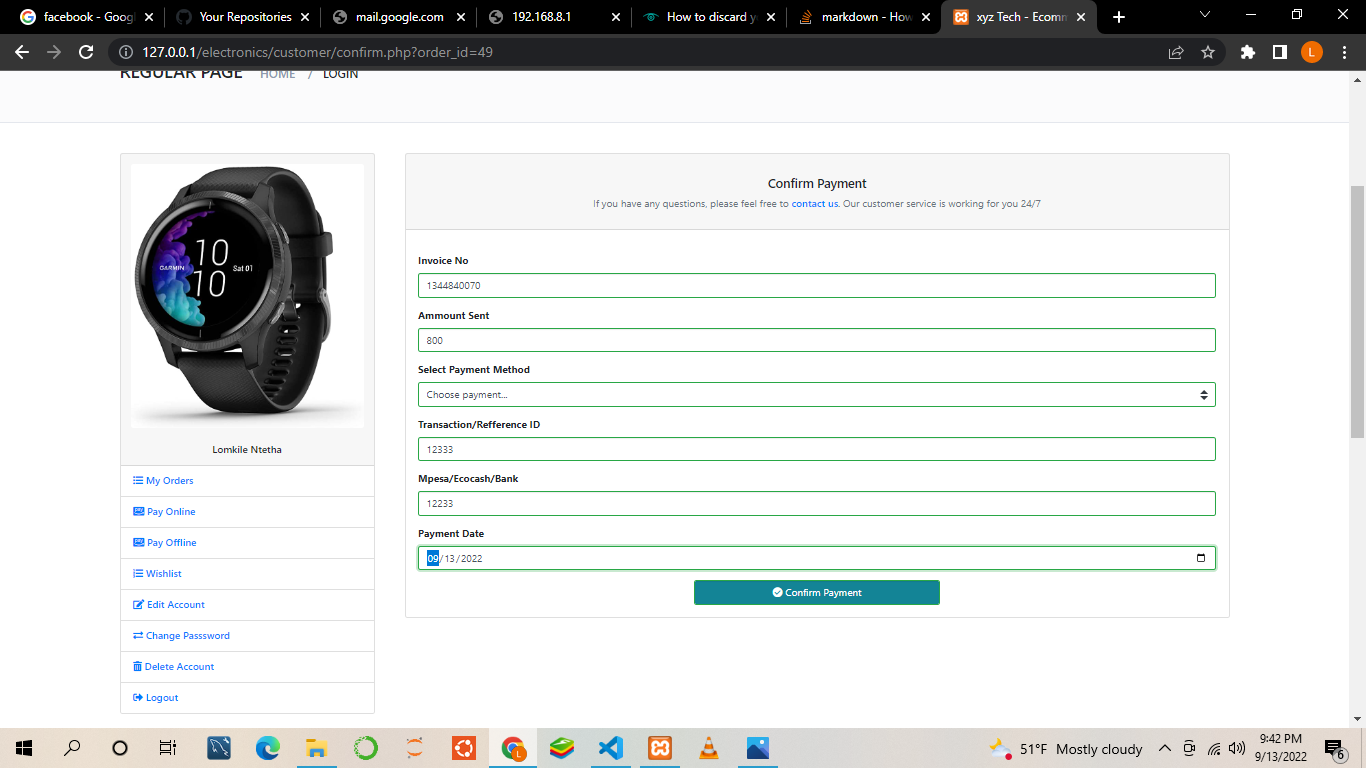 facebook - Goog
Your Repositories
mail.google.com
192.168.8.1
How to discard y
markdown - How
xyz Tech - Ecomm
127.0.0.1/electronics/customer/confirm.php?order_id=49
L
REGULAR PAGE HOME / LOGIN
10
10
GARMIN
Sat 01
Lomkile Ntetha
My Orders
Pay Online
Pay Offline
Wishlist
Edit Account
Change Passsword
Delete Account
Logout
Confirm Payment
If you have any questions, please feel free to contact us. Our customer service is working for you 24/7
Invoice No
1344840070
Ammount Sent
800
Select Payment Method
Choose payment...
Transaction/Refference ID
12333
Mpesa/Ecocash/Bank
12233
Payment Date
09/13/2022
Confirm Payment
L
51°F Mostly cloudy
9:42 PM
9/13/2022
6